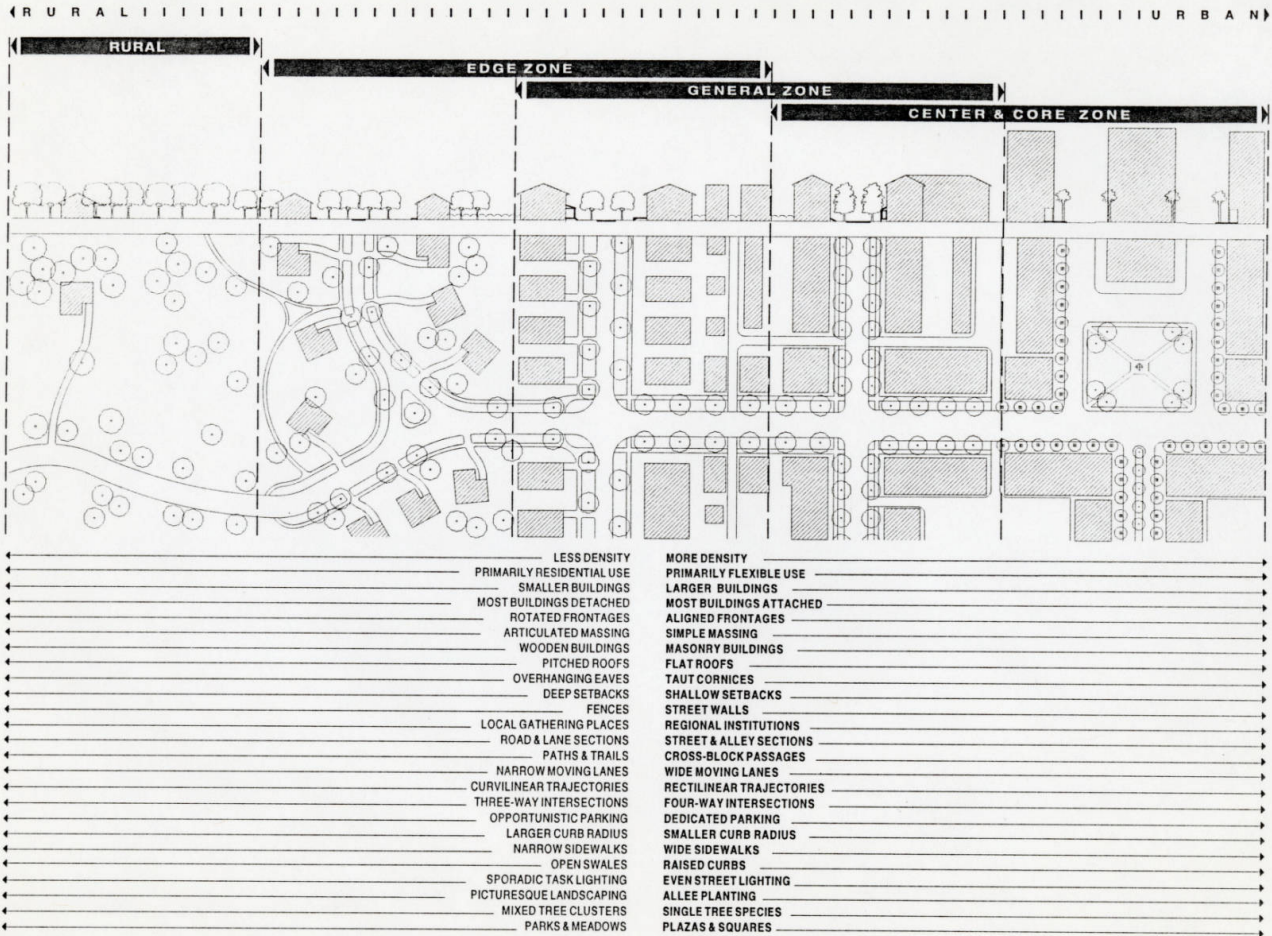 RURAL URBAN
RURAL
EDGE ZONE
GENERAL ZONE
CENTER & CORE ZONE
LESS DENSITY MORE DENSITY
PRIMARILY RESIDENTIAL USE PRIMARILY FLEXIBLE USE
SMALLER BUILDINGS LARGER BUILDINGS
MOST BUILDINGS DETACHED MOST BUILDINGS ATTACHED
ROTATED FRONTAGES ALIGNED FRONTAGES
ARTICULATED MASSING SIMPLE MASSING
WOODEN BUILDINGS MASONRY BUILDINGS
PITCHED ROOFS FLAT ROOFS
OVERHANGING EAVES TAUT CORNICES
DEEP SETBACKS SHALLOW SETBACKS
FENCES STREET WALLS
LOCAL GATHERING PLACES REGIONAL INSTITUTIONS
ROAD & LANE SECTIONS STREET & ALLEY SECTIONS
PATHS & TRAILS CROSS-BLOCK PASSAGES
NARROW MOVING LANES WIDE MOVING LANES
CURVILINEAR TRAJECTORIES RECTILINEAR TRAJECTORIES
THREE-WAY INTERSECTIONS FOUR-WAY INTERSECTIONS
OPPORTUNISTIC PARKING DEDICATED PARKING
LARGER CURB RADIUS SMALLER CURB RADIUS
NARROW SIDEWALKS WIDE SIDEWALKS
OPEN SWALES RAISED CURBS
SPORADIC TASK LIGHTING EVEN STREET LIGHTING
PICTURESQUE LANDSCAPING ALLEE PLANTING
MIXED TREE CLUSTERS SINGLE TREE SPECIES
PARKS & MEADOWS PLAZAS & SQUARES